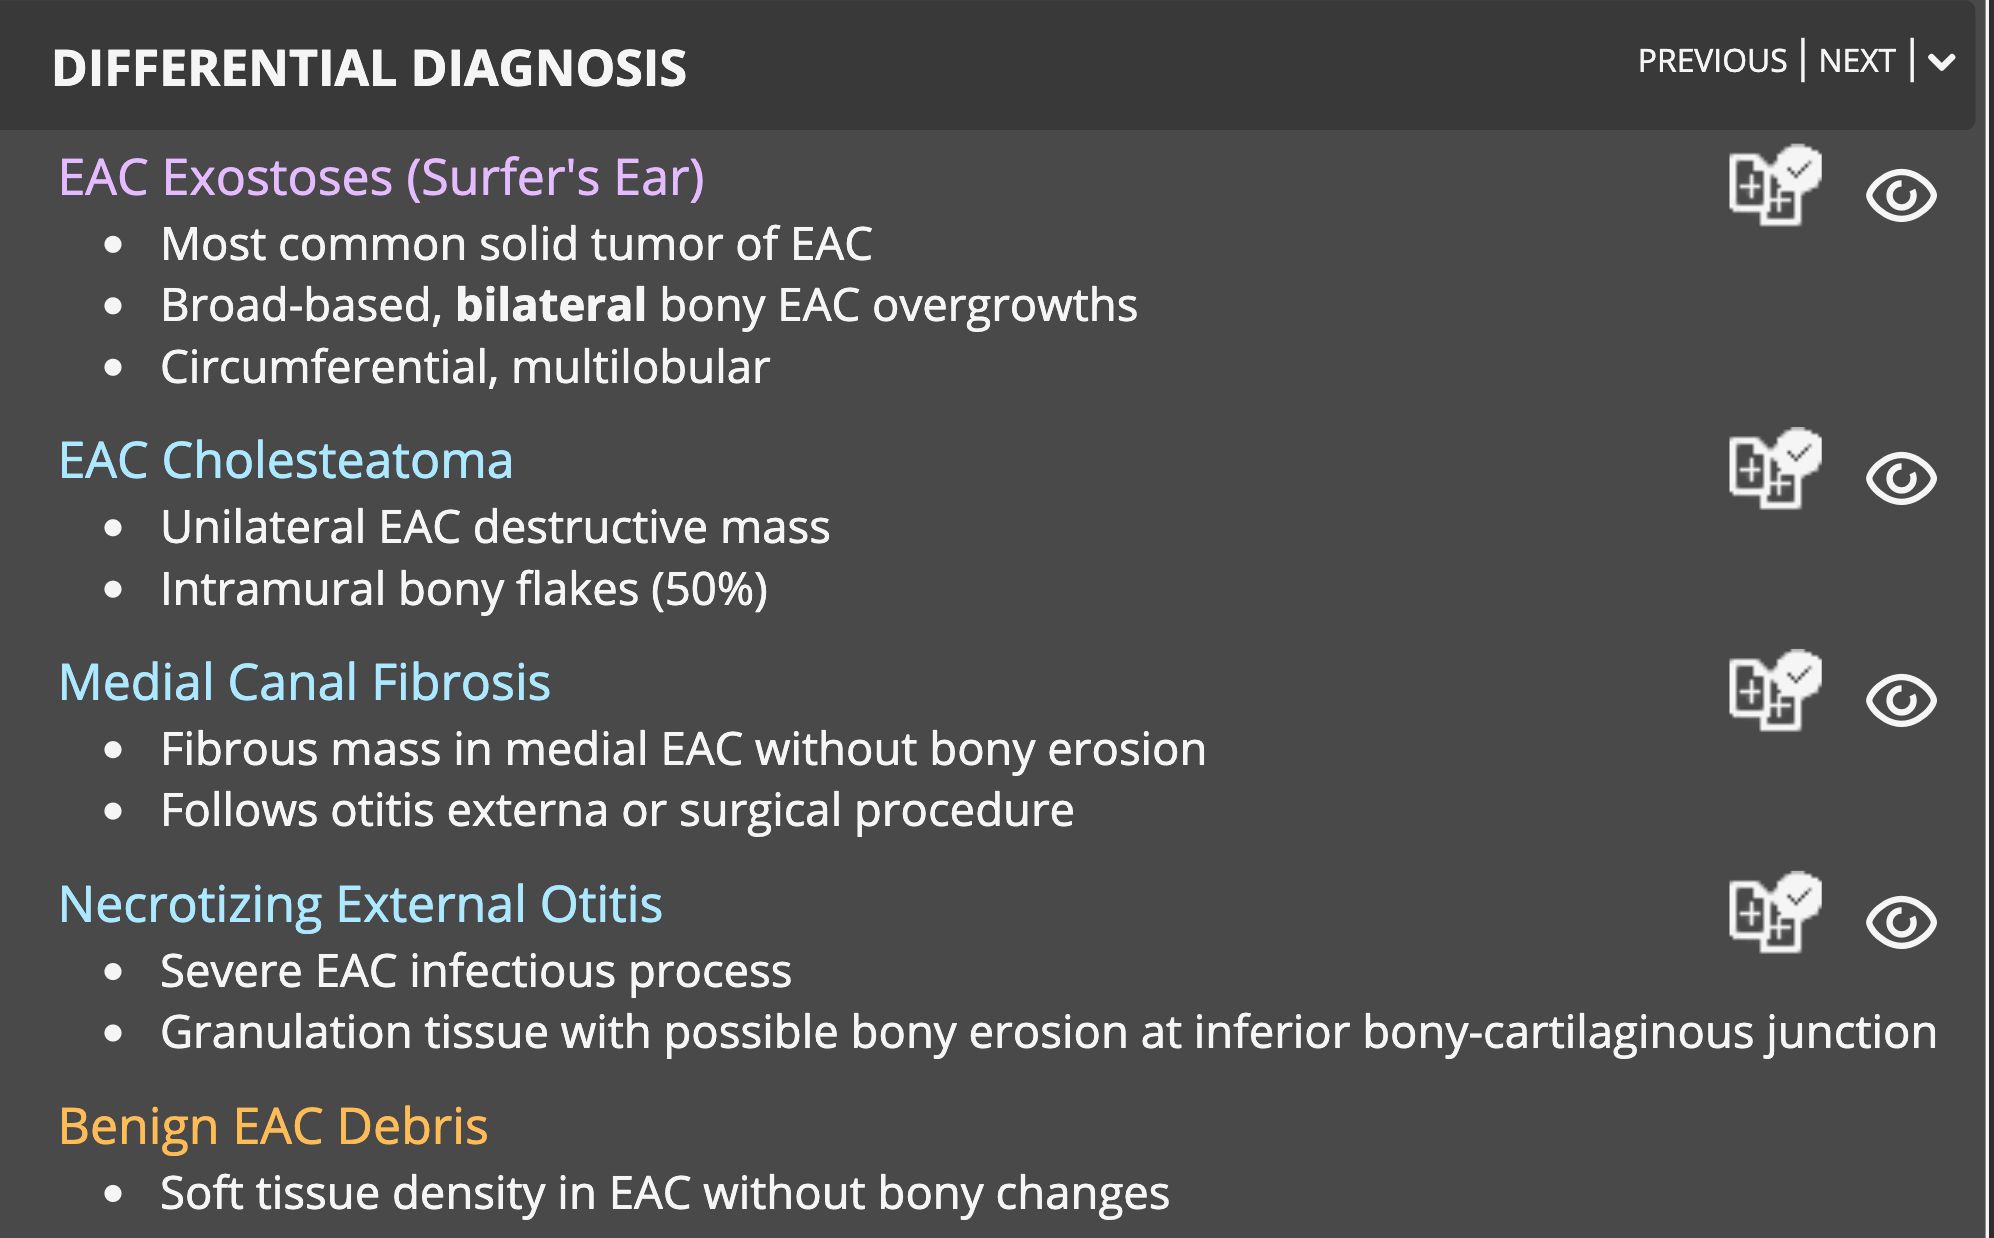 DIFFERENTIAL DIAGNOSIS
PREVIOUS | NEXT |
EAC Exostoses (Surfer's Ear)
• Most common solid tumor of EAC
• Broad-based, bilateral bony EAC overgrowths
• Circumferential, multilobular
EAC Cholesteatoma
• Unilateral EAC destructive mass
• Intramural bony flakes (50%)
Medial Canal Fibrosis
• Fibrous mass in medial EAC without bony erosion
• Follows otitis externa or surgical procedure
Necrotizing External Otitis
• Severe EAC infectious process
• Granulation tissue with possible bony erosion at inferior bony-cartilaginous junction
Benign EAC Debris
• Soft tissue density in EAC without bony changes